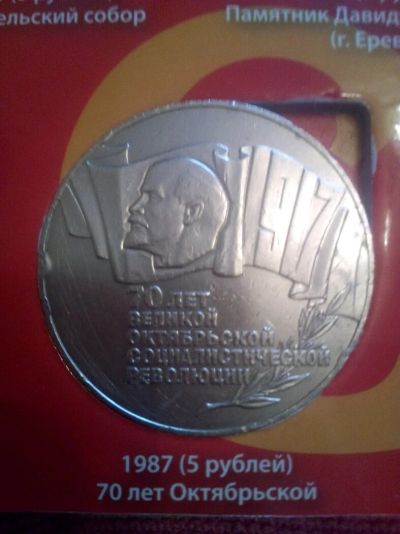 ельский собор
Памятник Давид
(г. Ерев
1917
70 ЛЕТ
ВЕЛИКОЙ
ОКТЯБРЬСКОЙ
СОЦИАЛИСТИЧЕСКОЙ
РЕВОЛЮЦИИ
1987 (5 рублей)
70 лет Октябрьской